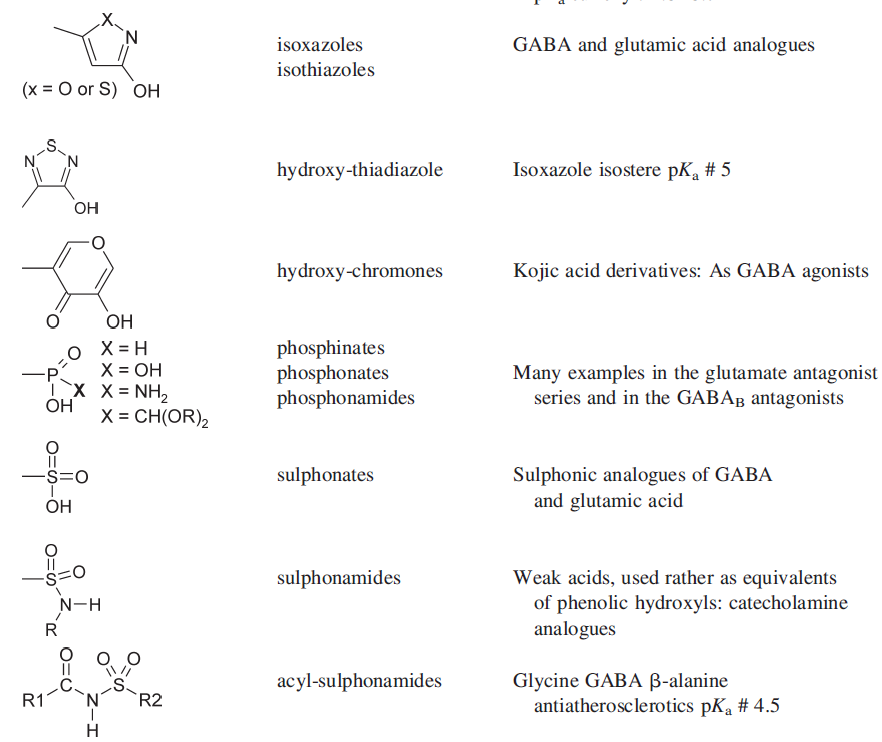 X
N
(x = O or S) OH
isoxazoles
isothiazoles
GABA and glutamic acid analogues
S
N N
OH
hydroxy-thiadiazole
Isoxazole isostere pKa # 5
O
O OH
hydroxy-chromones
Kojic acid derivatives: As GABA agonists
O
P
X
OH
X = H
X = OH
X = NH2
X = CH(OR)2
phosphinates
phosphonates
phosphonamides
Many examples in the glutamate antagonist
series and in the GABAB antagonists
O
S=O
OH
sulphonates
Sulphonic analogues of GABA
and glutamic acid
O
S O
N–H
R
sulphonamides
Weak acids, used rather as equivalents
of phenolic hydroxyls: catecholamine
analogues
O O O
R1 C N S R2
H
acyl-sulphonamides
Glycine GABA β-alanine
antiatherosclerotics pKa # 4.5